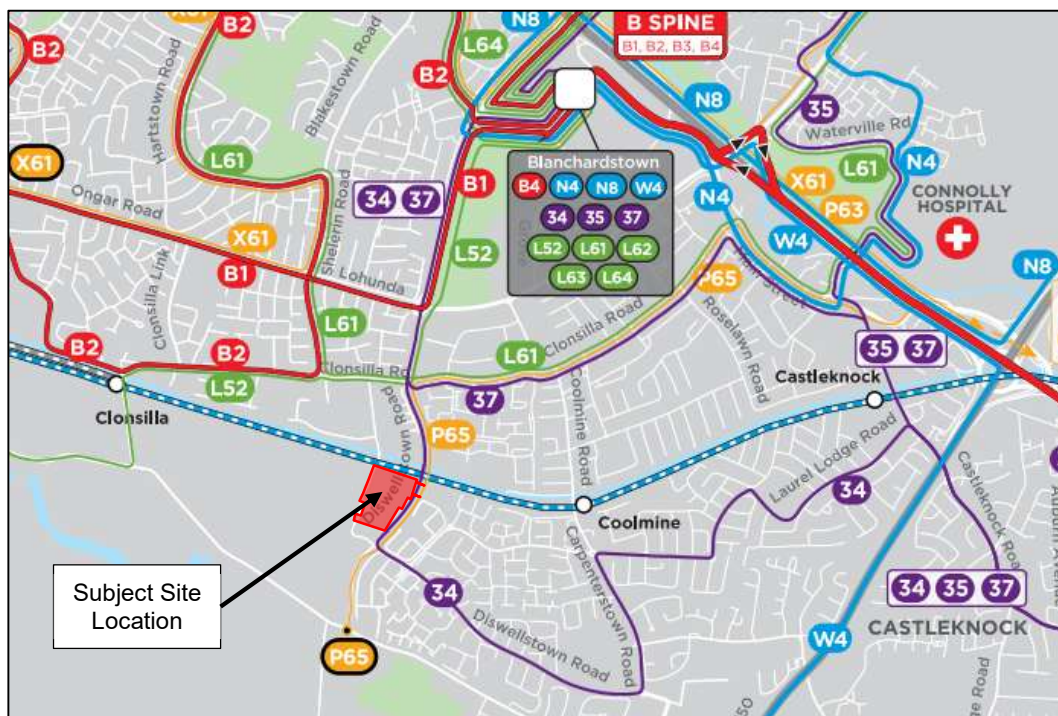 X61
B2
L64
N8
B SPINE
B1, B2, B3, B4
Hartstown Road
Blakestown Road
B2
N8
35
Waterville Rd
X61
L61
34 37
B1
Blanchardstown
B4 N4 N8 W4
34 35 37
L52 L61 L62
L63 L64
N4
X61
L61
N4
P63
CONNOLLY
HOSPITAL
Ongar Road
X61
Shelerin Road
L52
W4
N8
B1
Lohunda
P65
Clonsilla Link
L61
L61
Clonsilla Road
Roselawn Road
35 37
B2
B2
Clonsilla Rd
L52
37
Castleknock
Clonsilla
P65
Coolmine Road
Laurel Lodge Road
34
Castleknock Road
Coolmine
Subject Site
Location
34
Carpenterstown Road
34 35 37
Diswellstown Road
W4
CASTLEKNOCK
P65